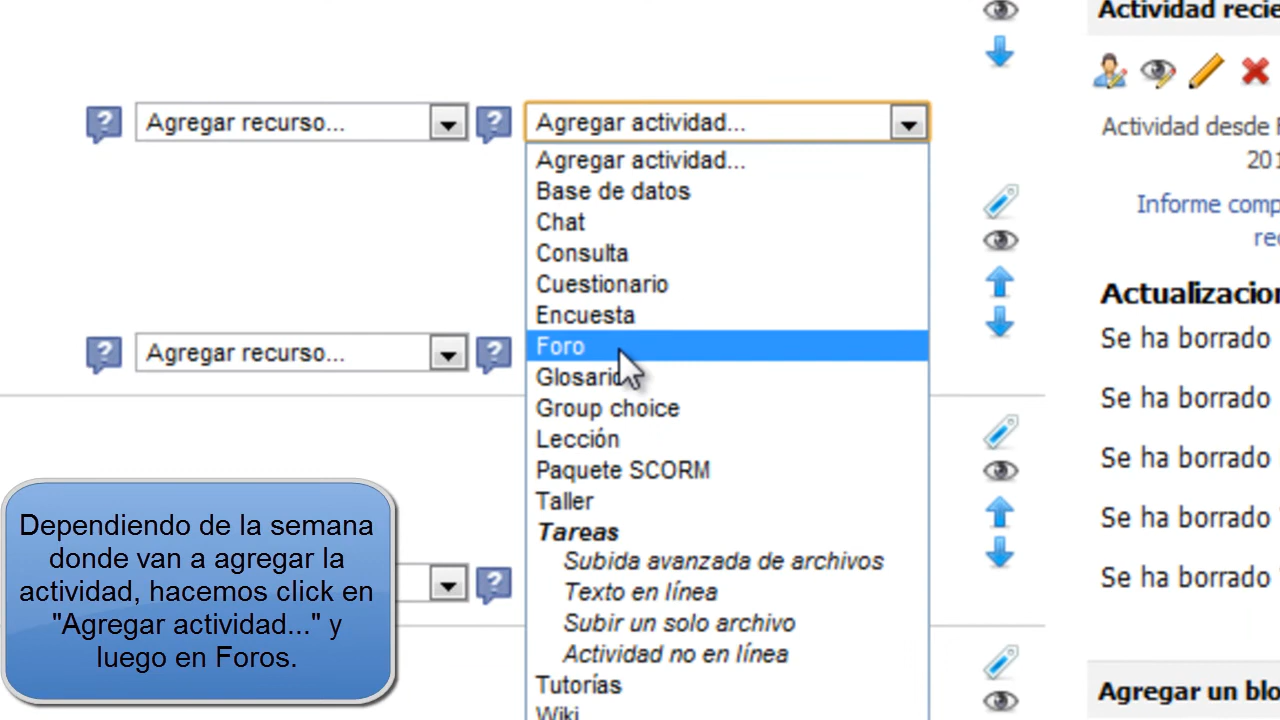 Actividad recie
Agregar recurso...
Agregar actividad...
Agregar actividad...
Base de datos
Chat
Consulta
Cuestionario
Encuesta
Foro
Glosario
Group choice
Lección
Paquete SCORM
Taller
Tareas
Subida avanzada de archivos
Texto en línea
Subir un solo archivo
Actividad no en línea
Tutorías
Wiki
Actividad desde
201
Informe comp
rec
Agregar recurso...
Actualizacion
Se ha borrado
Se ha borrado
Se ha borrado
Se ha borrado
Se ha borrado
Dependiendo de la semana
donde van a agregar la
actividad, hacemos click en
"Agregar actividad..." y
luego en Foros.
Agregar un blo